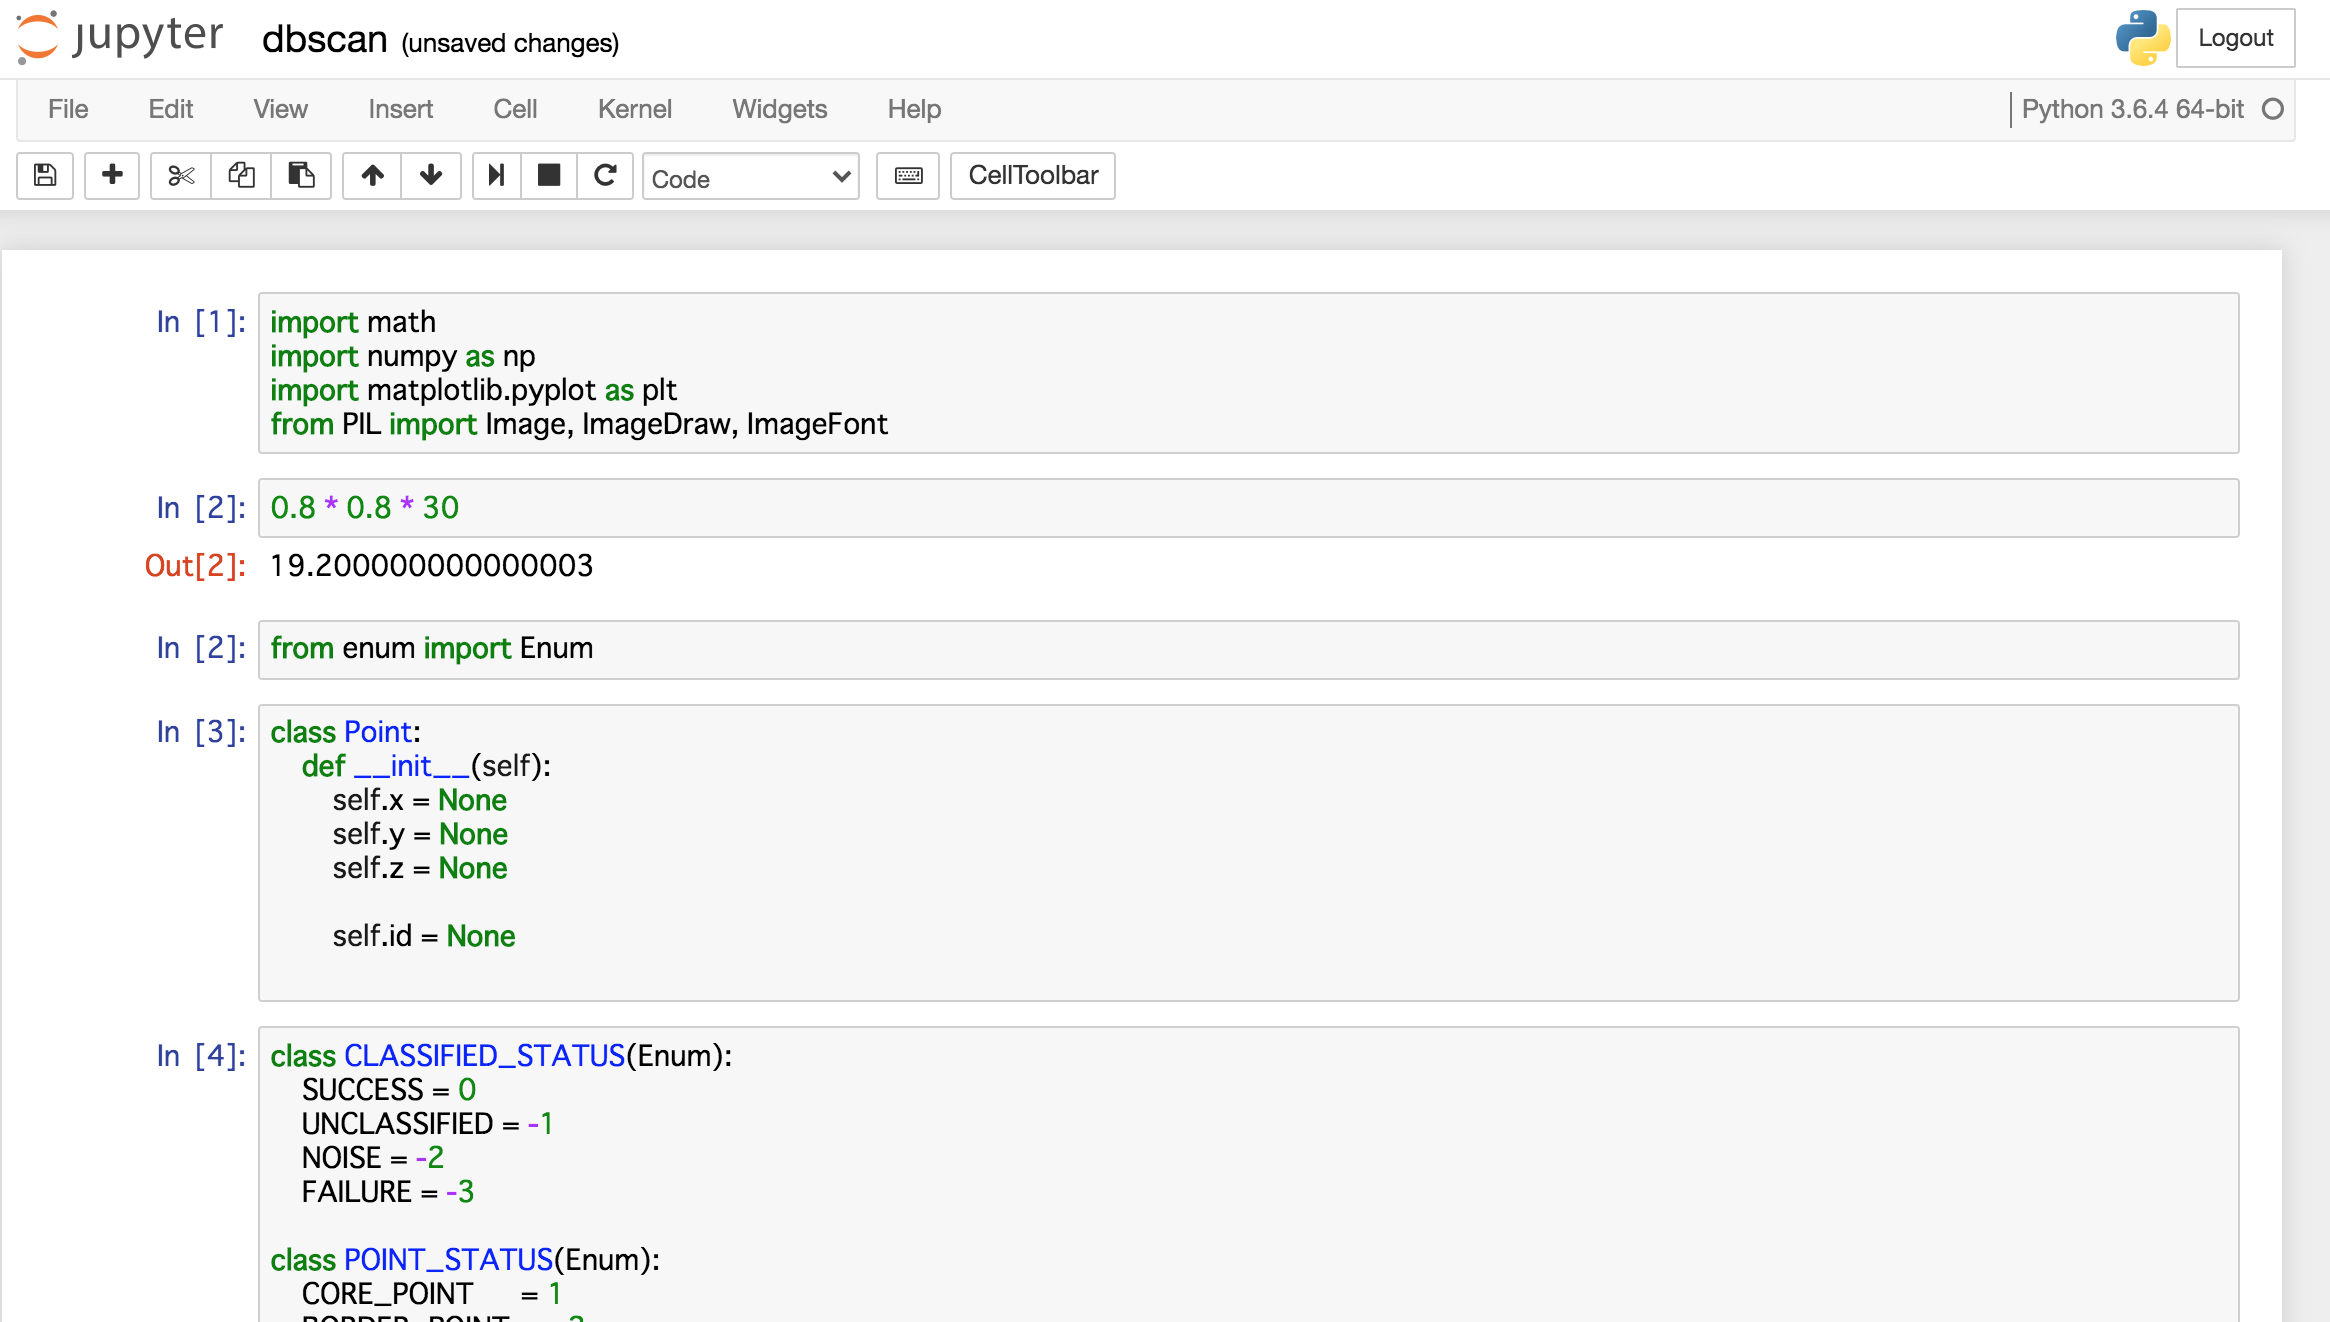 jupyter dbscan (unsaved changes) Logout
File Edit View Insert Cell Kernel Widgets Help Python 3.6.4 64-bit
Code CellToolbar
In [1]: import math
import numpy as np
import matplotlib.pyplot as plt
from PIL import Image, ImageDraw, ImageFont
In [2]: 0.8 * 0.8 * 30
Out[2]: 19.200000000000003
In [2]: from enum import Enum
In [3]: class Point:
def __init__(self):
self.x = None
self.y = None
self.z = None
self.id = None
In [4]: class CLASSIFIED_STATUS(Enum):
SUCCESS = 0
UNCLASSIFIED = -1
NOISE = -2
FAILURE = -3
class POINT_STATUS(Enum):
CORE_POINT = 1